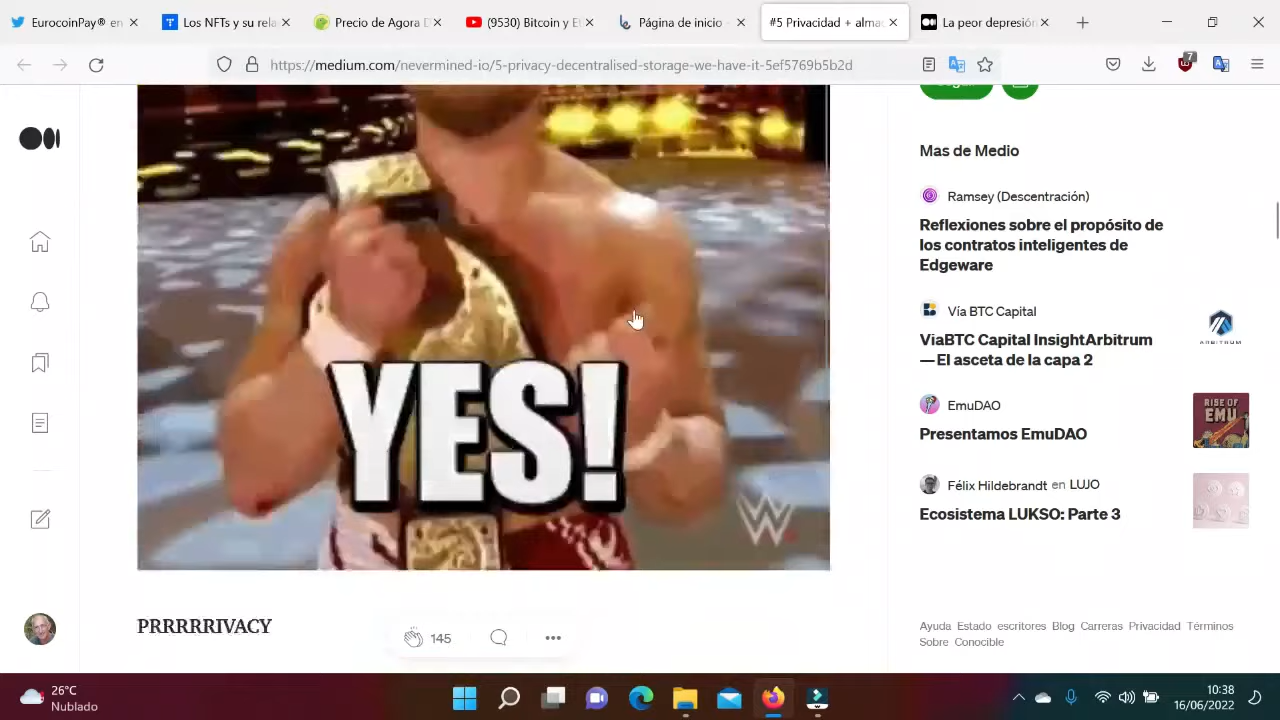 EurocoinPay® en
Los NFTs y su rela
Precio de Agora D
(9530) Bitcoin y E
Página de inicio
#5 Privacidad + alma
La peor depresión
https://medium.com/nevermined-io/5-privacy-decentralised-storage-we-have-it-5ef5769b5b2d
7
Mas de Medio
Ramsey (Descentración)
Reflexiones sobre el propósito de
los contratos inteligentes de
Edgeware
Vía BTC Capital
ViaBTC Capital InsightArbitrum
— El asceta de la capa 2
ARBITRUM
EmuDAO
Presentamos EmuDAO
RISE OF
EMU
Félix Hildebrandt en LUJO
Ecosistema LUKSO: Parte 3
YES!
W
PRRRRIVACY
145
Ayuda Estado escritores Blog Carreras Privacidad Términos
Sobre Conocible
26°C
Nublado
10:38
16/06/2022